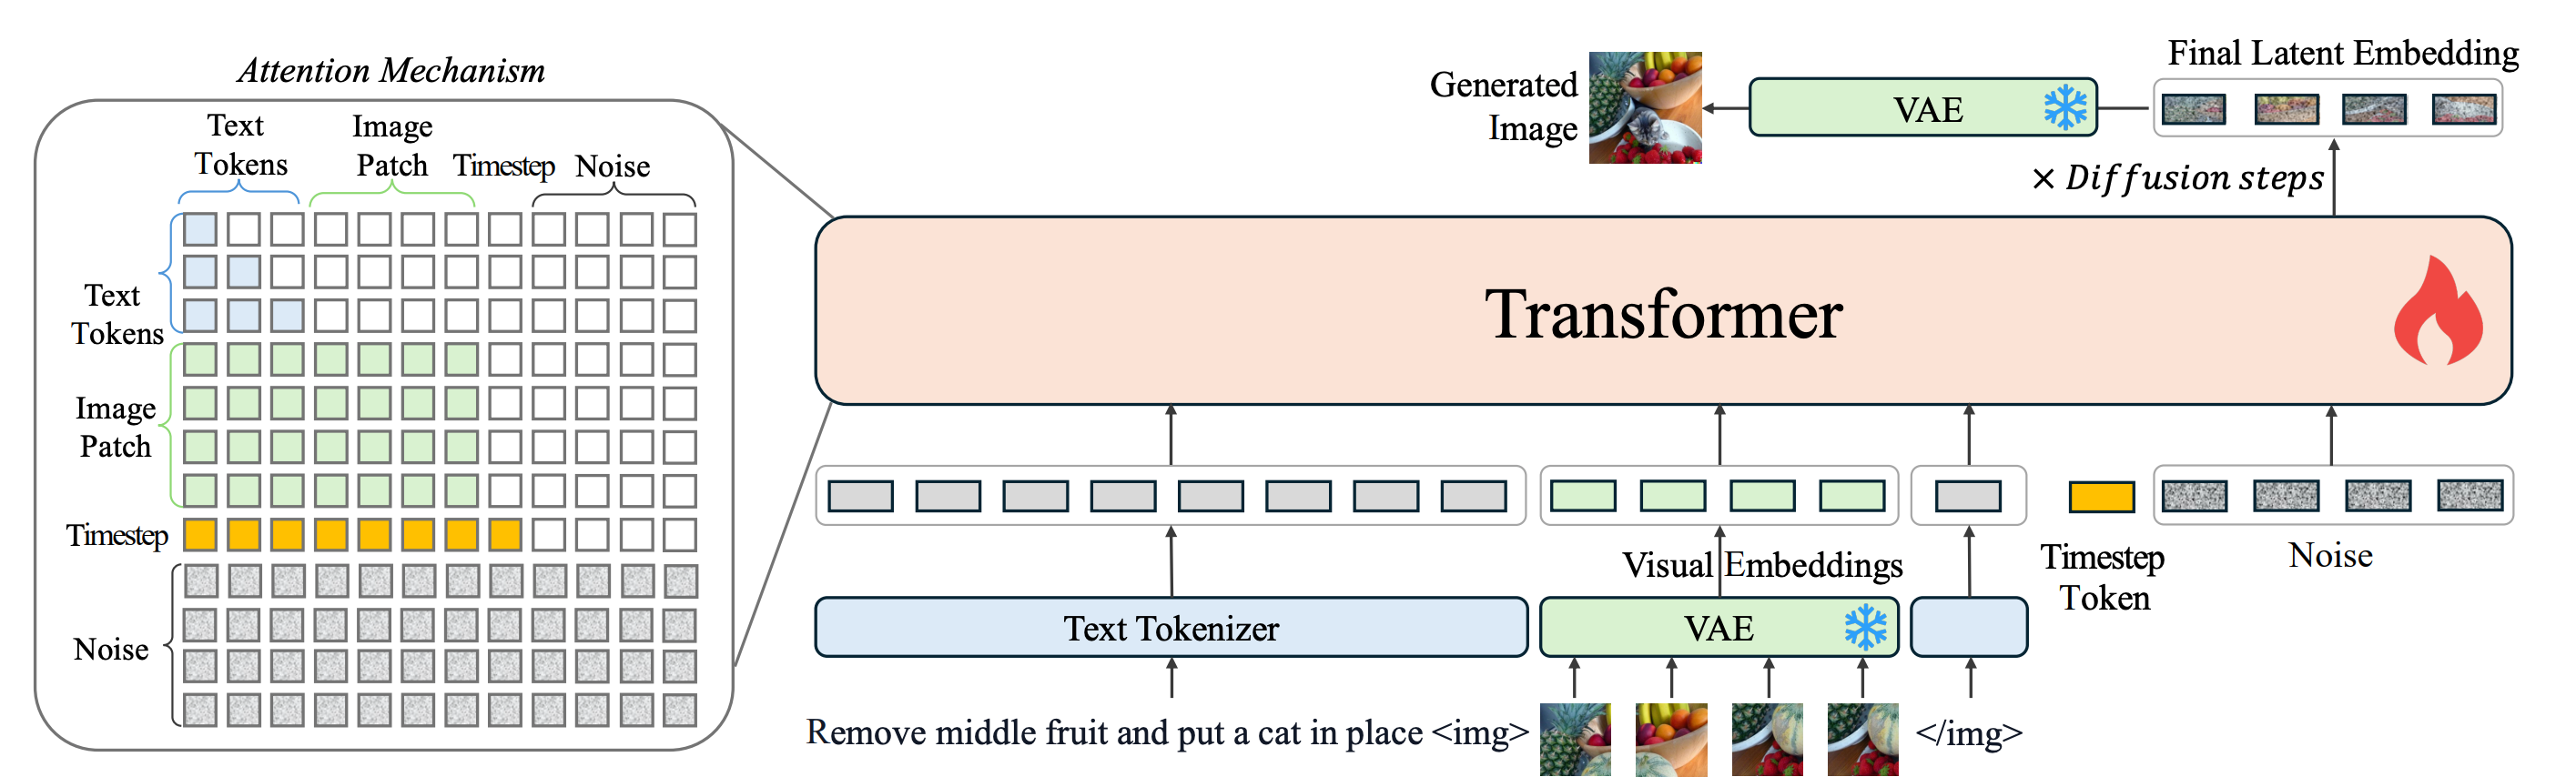 Attention Mechanism
Text
Tokens
Image
Patch
Timestep
Noise
Text
Tokens
Image
Patch
Timestep
Noise
Generated
Image
VAE
Final Latent Embedding
× Diffusion steps
Transformer
Visual Embeddings
Timestep
Token
Noise
Text Tokenizer
VAE
Remove middle fruit and put a cat in place <img>
</img>